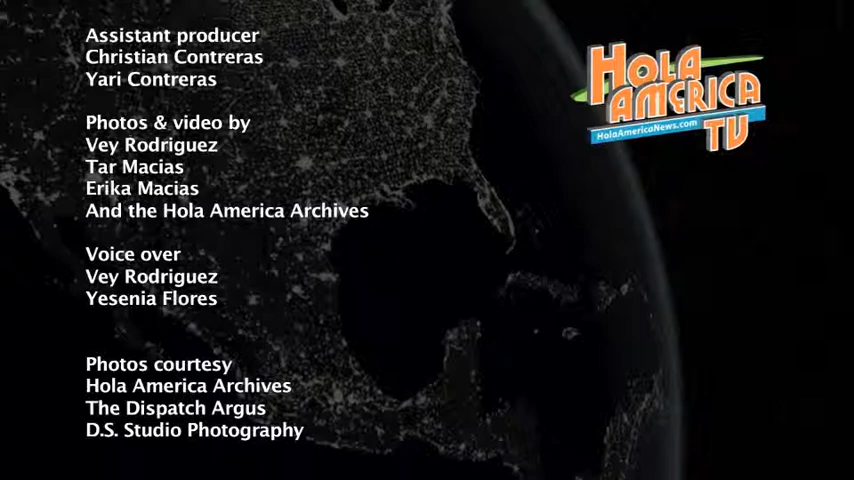 Assistant producer
Christian Contreras
Yari Contreras
Photos & video by
Vey Rodriguez
Tar Macias
Erika Macias
And the Hola America Archives
Voice over
Vey Rodriguez
Yesenia Flores
Photos courtesy
Hola America Archives
The Dispatch Argus
D.S. Studio Photography
HOLA
AMERICA
HolaAmericaNews.com
TV